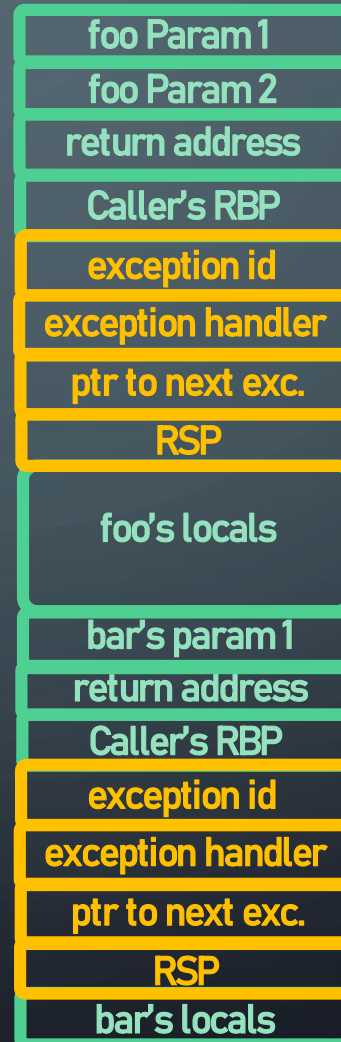 foo Param 1
foo Param 2
return address
Caller's RBP
exception id
exception handler
ptr to next exc.
RSP
foo's locals
bar's param 1
return address
Caller's RBP
exception id
exception handler
ptr to next exc.
RSP
bar's locals